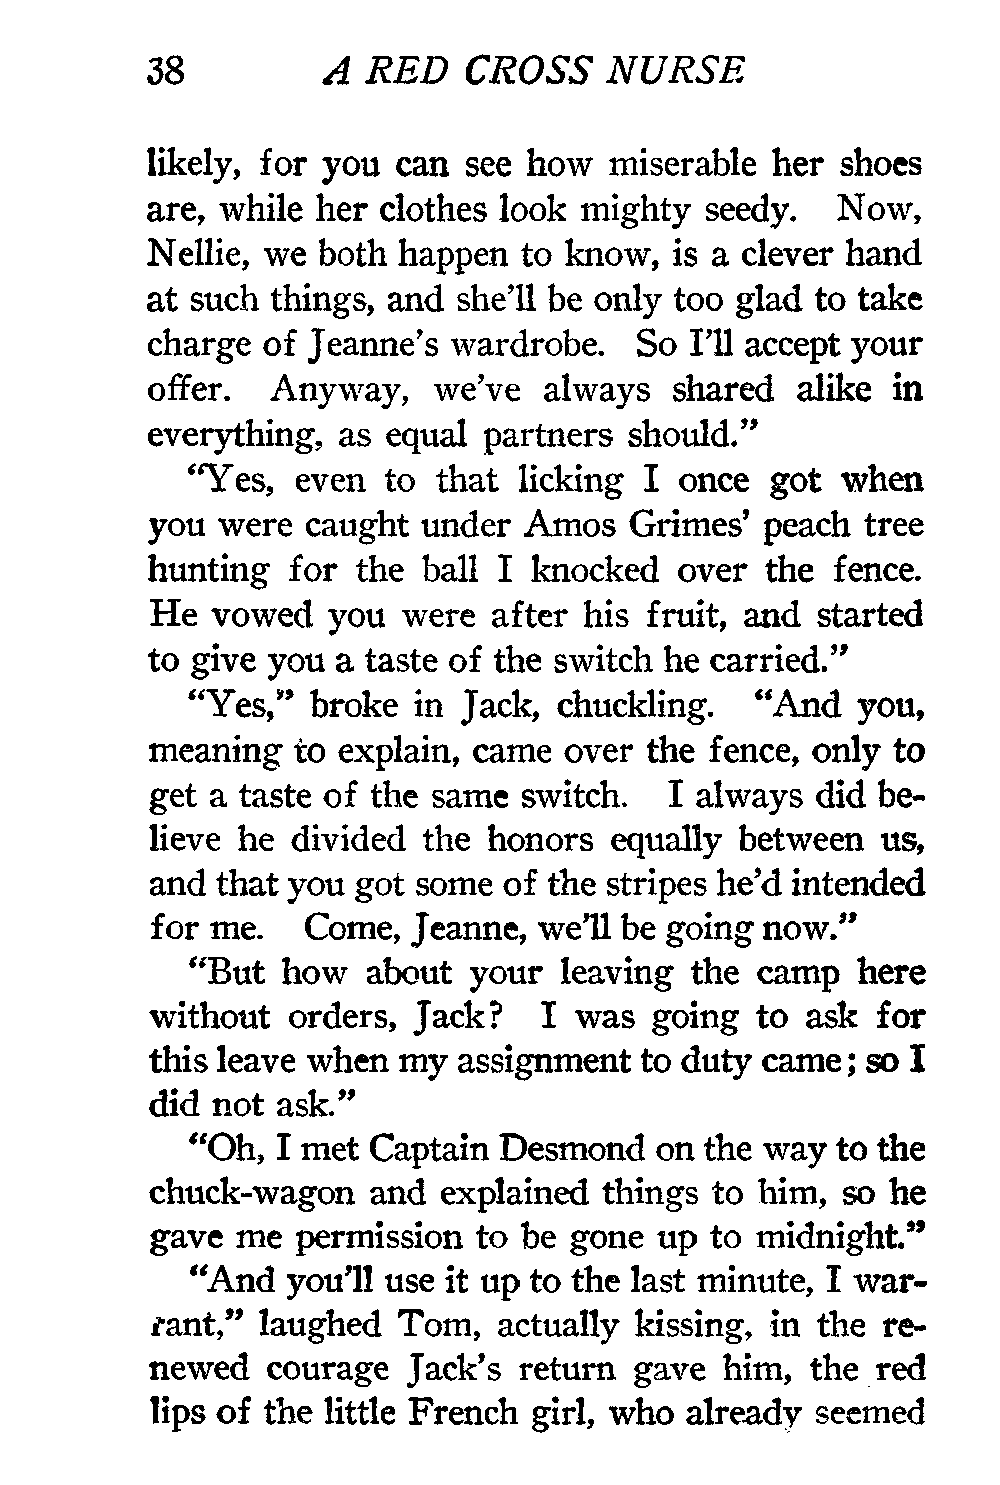 38 A RED CROSS NURSE
likely, for you can see how miserable her shoes
are, while her clothes look mighty seedy. Now,
Nellie, we both happen to know, is a clever hand
at such things, and she'll be only too glad to take
charge of Jeanne's wardrobe. So I'll accept your
offer. Anyway, we've always shared alike in
everything, as equal partners should."
"Yes, even to that licking I once got when
you were caught under Amos Grimes' peach tree
hunting for the ball I knocked over the fence.
He vowed you were after his fruit, and started
to give you a taste of the switch he carried."
"Yes," broke in Jack, chuckling. "And you,
meaning to explain, came over the fence, only to
get a taste of the same switch. I always did be-
lieve he divided the honors equally between us,
and that you got some of the stripes he'd intended
for me. Come, Jeanne, we'll be going now."
"But how about your leaving the camp here
without orders, Jack? I was going to ask for
this leave when my assignment to duty came; so I
did not ask."
"Oh, I met Captain Desmond on the way to the
chuck-wagon and explained things to him, so he
gave me permission to be gone up to midnight."
"And you'll use it up to the last minute, I war-
rant," laughed Tom, actually kissing, in the re-
newed courage Jack's return gave him, the red
lips of the little French girl, who already seemed